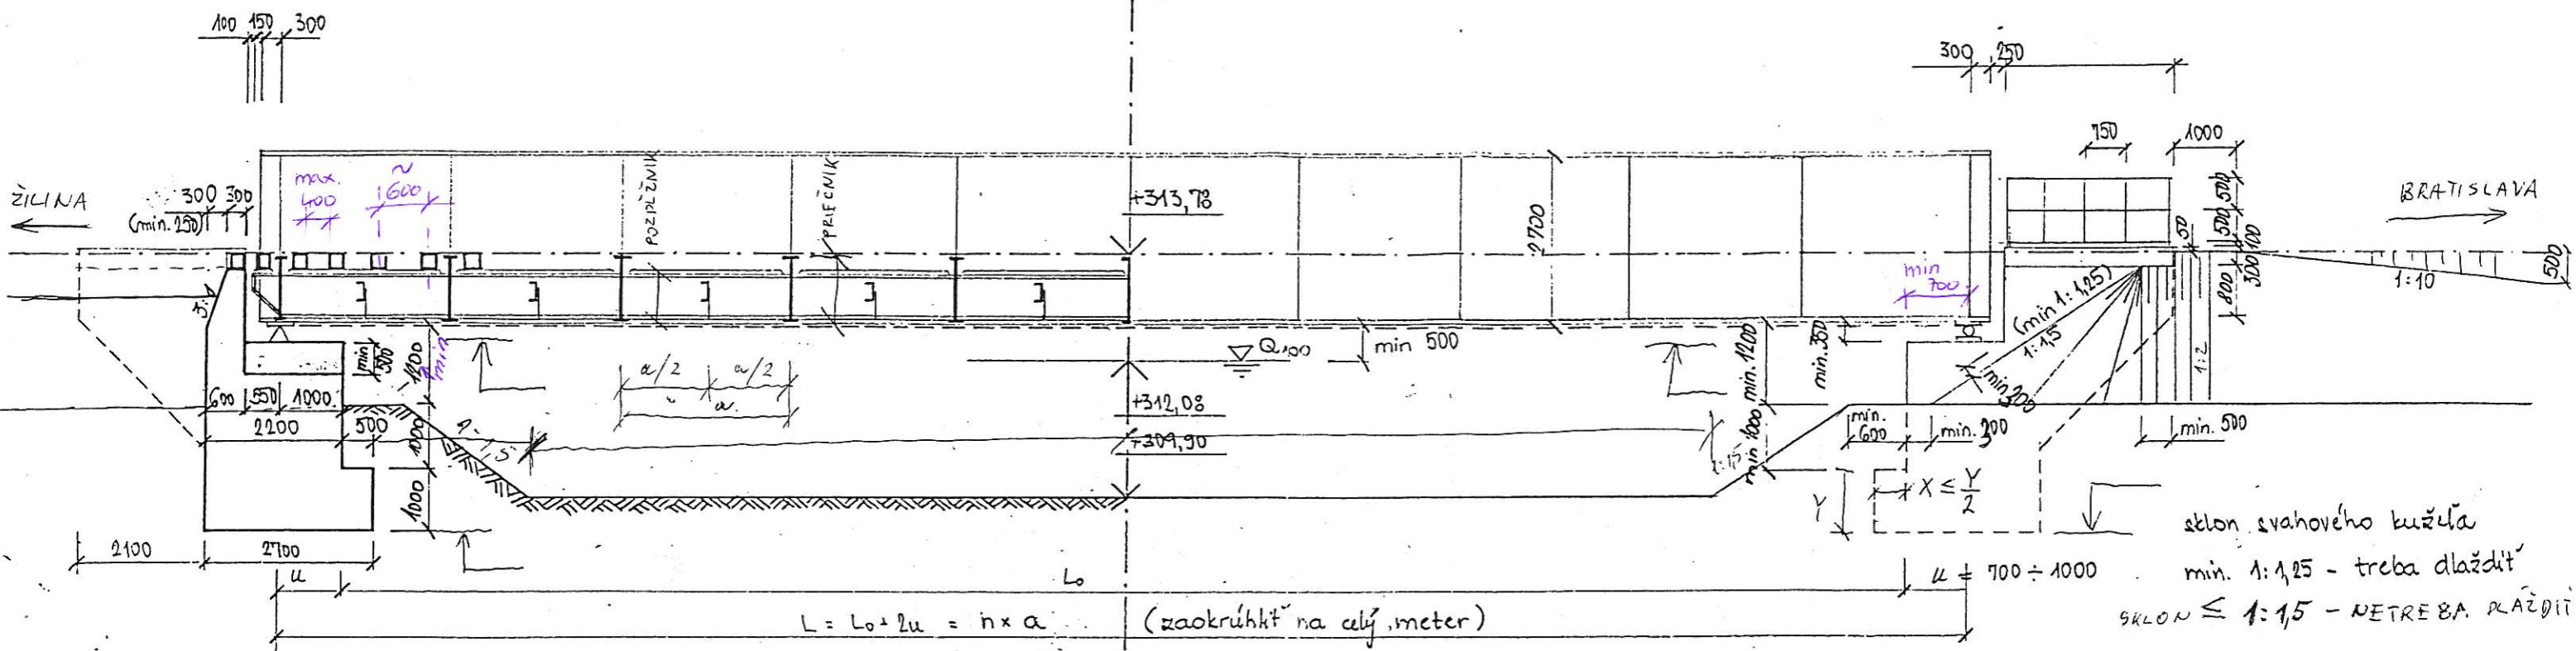 100 150 300
300 250
750 1000
ŽILINA
300 300
(min. 250)
max.
400
~
600
POZDĹŽNIK
PRIEČNIK
+313,78
2700
BRATISLAVA
500
500
50
100
300
800
500
1:10
min
700
(min 1:1,25)
1:1,5
1:2
min 200
min 500
Q100
min 500
min. 1200
min. 350
5:1
min
500
1200
min
a/2 a/2
a
+312,08
+309,90
600 550 1000
2200 500
1000
1000
1:1,5
min 1000
min.
600
min. 500
X ≤ Y/2
Y
2100 2700
u L₀ u = 700 ÷ 1000
L = L₀ + 2u = n x a (zaokrúhliť na celý meter)
sklon svahového kužeľa
min. 1:1,25 - treba dlaždiť
SKLON ≤ 1:1,5 - NETREBA DLÁŽDIŤ